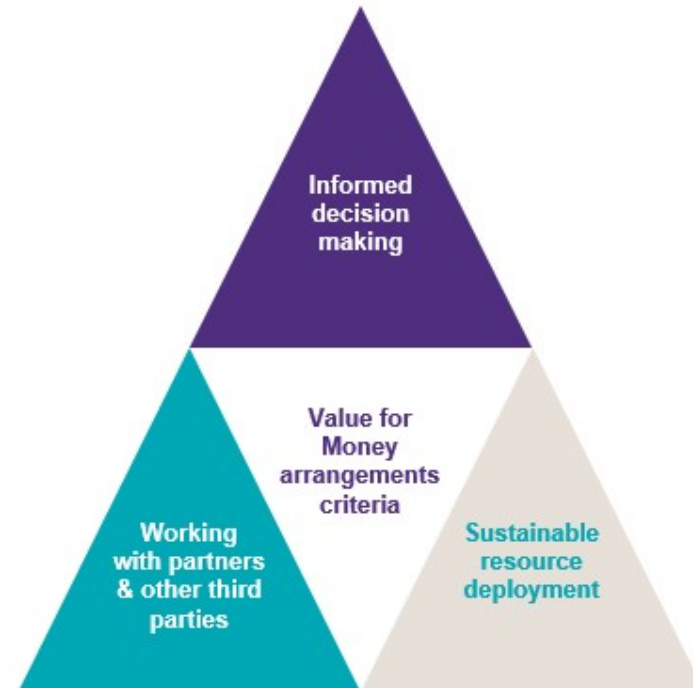 Informed
decision
making
Value for
Money
arrangements
criteria
Working
with partners
& other third
parties
Sustainable
resource
deployment